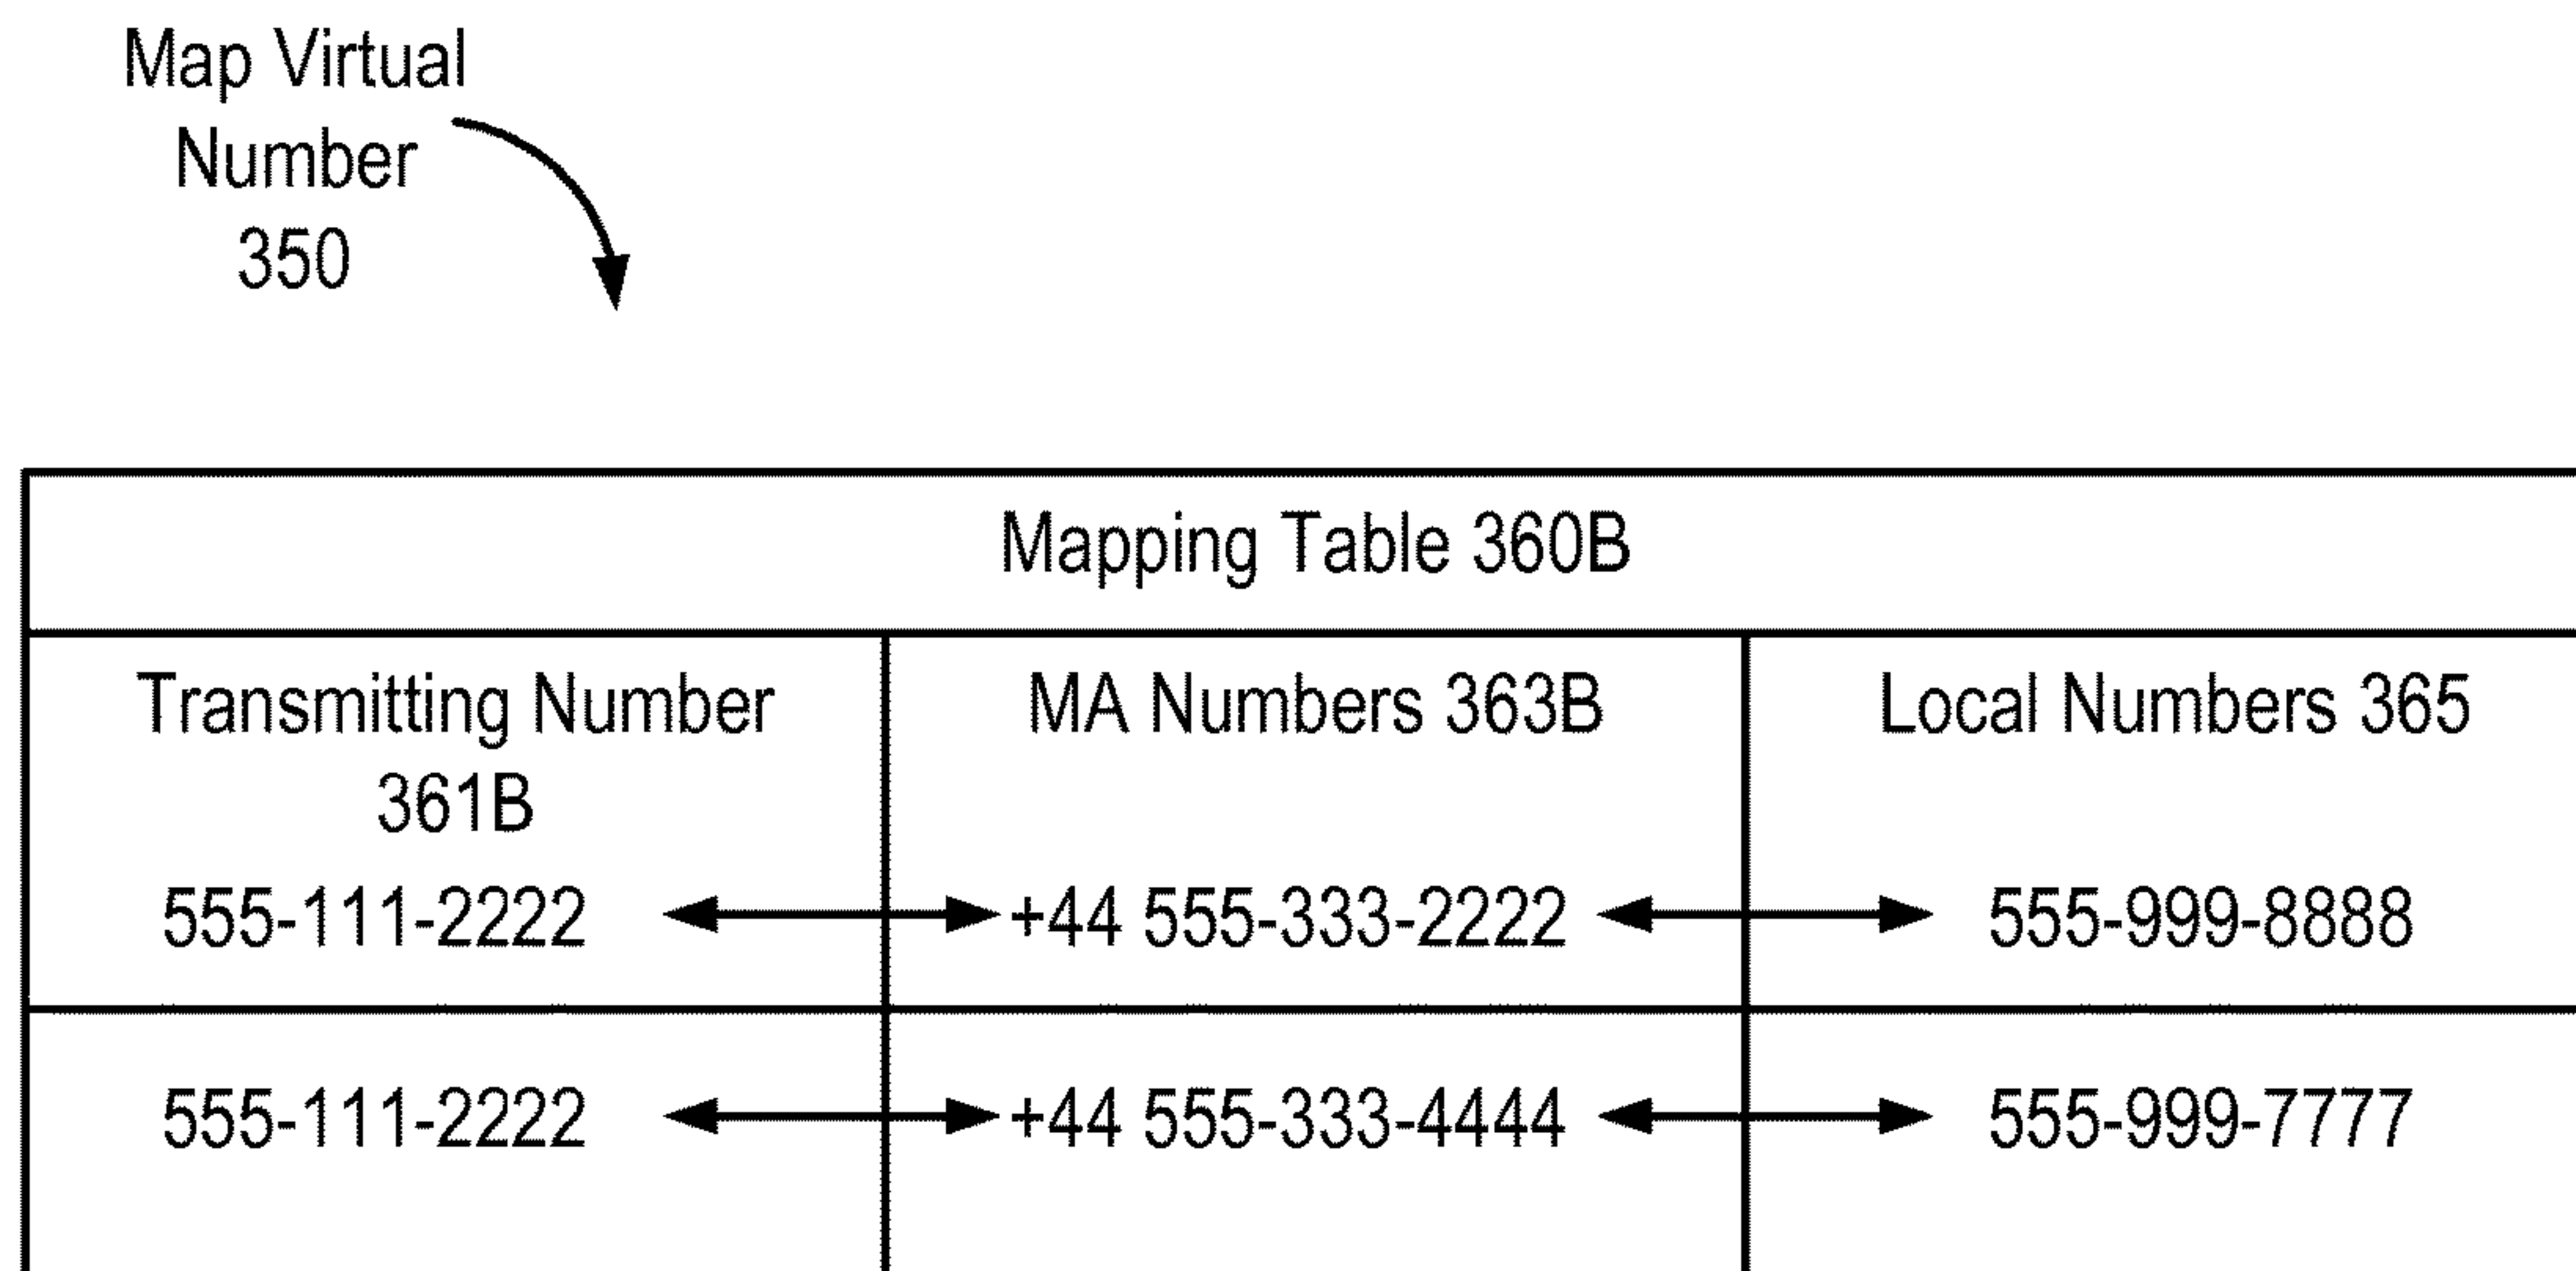 Map Virtual
Number
350
Mapping Table 360B
Transmitting Number
361B
MA Numbers 363B
Local Numbers 365
555-111-2222
+44 555-333-2222
555-999-8888
555-111-2222
+44 555-333-4444
555-999-7777